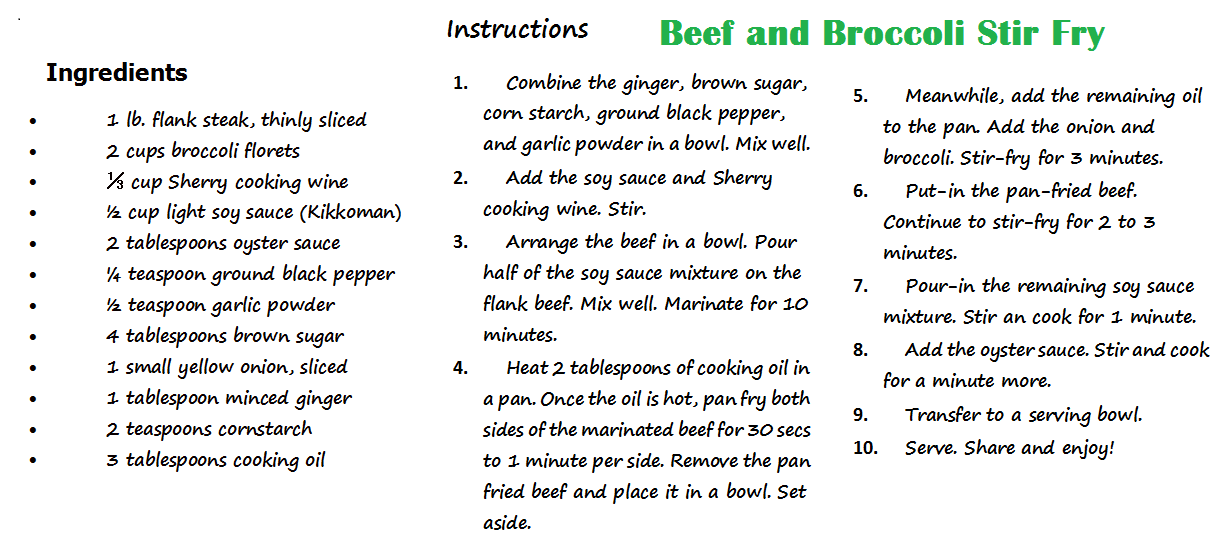 Beef and Broccoli Stir Fry
Ingredients
• 1 lb. flank steak, thinly sliced
• 2 cups broccoli florets
• ⅓ cup Sherry cooking wine
• ½ cup light soy sauce (Kikkoman)
• 2 tablespoons oyster sauce
• ¼ teaspoon ground black pepper
• ½ teaspoon garlic powder
• 4 tablespoons brown sugar
• 1 small yellow onion, sliced
• 1 tablespoon minced ginger
• 2 teaspoons cornstarch
• 3 tablespoons cooking oil
Instructions
1. Combine the ginger, brown sugar,
corn starch, ground black pepper,
and garlic powder in a bowl. Mix well.
2. Add the soy sauce and Sherry
cooking wine. Stir.
3. Arrange the beef in a bowl. Pour
half of the soy sauce mixture on the
flank beef. Mix well. Marinate for 10
minutes.
4. Heat 2 tablespoons of cooking oil in
a pan. Once the oil is hot, pan fry both
sides of the marinated beef for 30 secs
to 1 minute per side. Remove the pan
fried beef and place it in a bowl. Set
aside.
5. Meanwhile, add the remaining oil
to the pan. Add the onion and
broccoli. Stir-fry for 3 minutes.
6. Put-in the pan-fried beef.
Continue to stir-fry for 2 to 3
minutes.
7. Pour-in the remaining soy sauce
mixture. Stir an cook for 1 minute.
8. Add the oyster sauce. Stir and cook
for a minute more.
9. Transfer to a serving bowl.
10. Serve. Share and enjoy!